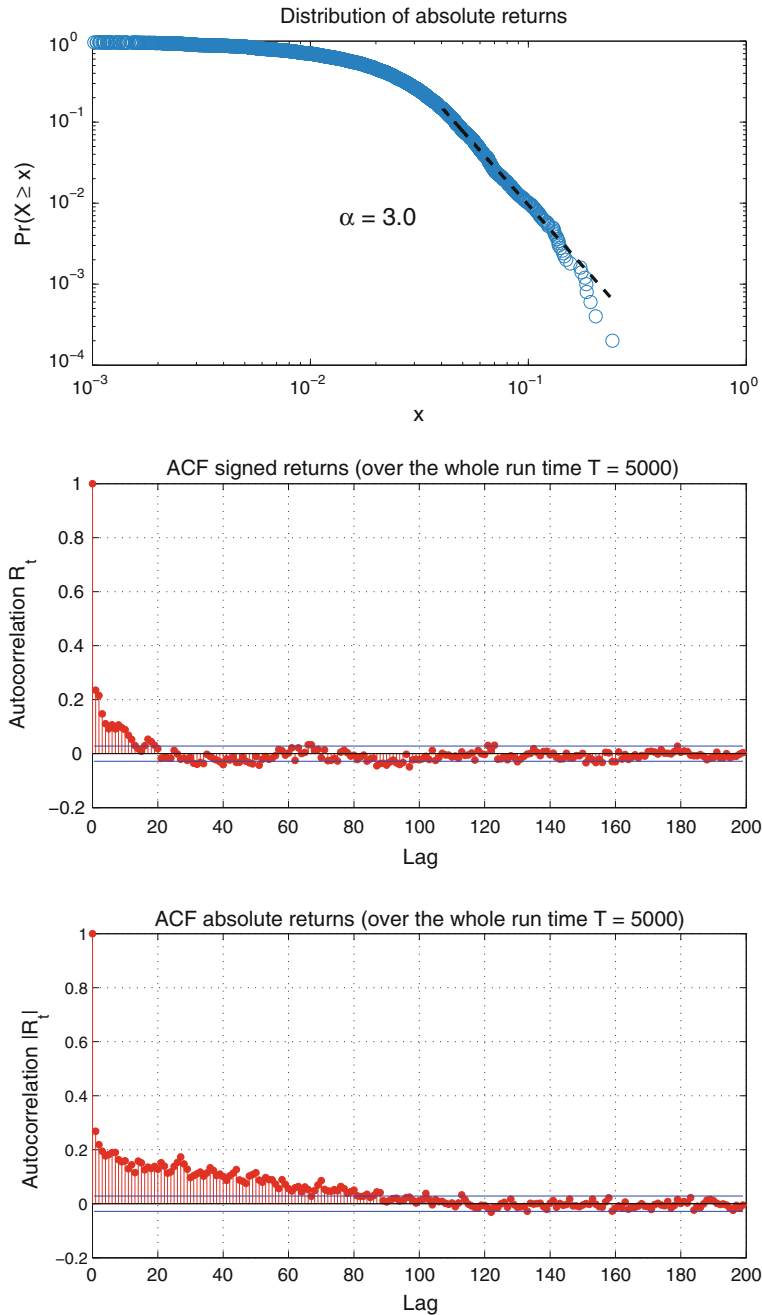 Distribution of absolute returns
10^0
10^−1
10^−2
10^−3
10^−4
Pr(X ≥ x)
α = 3.0
10^−3 10^−2 10^−1 10^0
x
ACF signed returns (over the whole run time T = 5000)
1
0.8
0.6
0.4
0.2
0
−0.2
Autocorrelation R_t
0 20 40 60 80 100 120 140 160 180 200
Lag
ACF absolute returns (over the whole run time T = 5000)
1
0.8
0.6
0.4
0.2
0
−0.2
Autocorrelation |R_t|
0 20 40 60 80 100 120 140 160 180 200
Lag